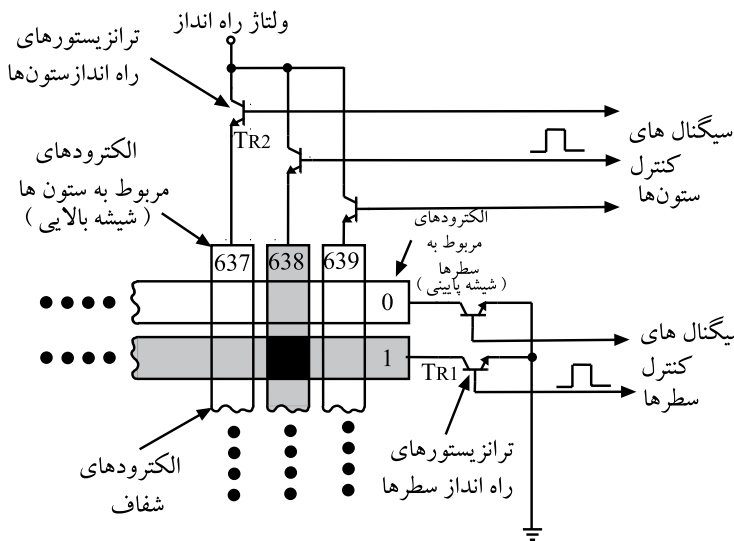 ولتاژ راه انداز
ترانزیستورهای
راه اندازستون‌ها
TR2
سیگنال های
کنترل
ستون‌ها
الکترودهای
مربوط به ستون ها
( شیشه بالایی )
الکترودهای
مربوط به
سطرها
( شیشه پایینی )
637
638
639
0
1
TR1
سیگنال های
کنترل
سطرها
ترانزیستورهای
راه انداز سطرها
الکترودهای
شفاف